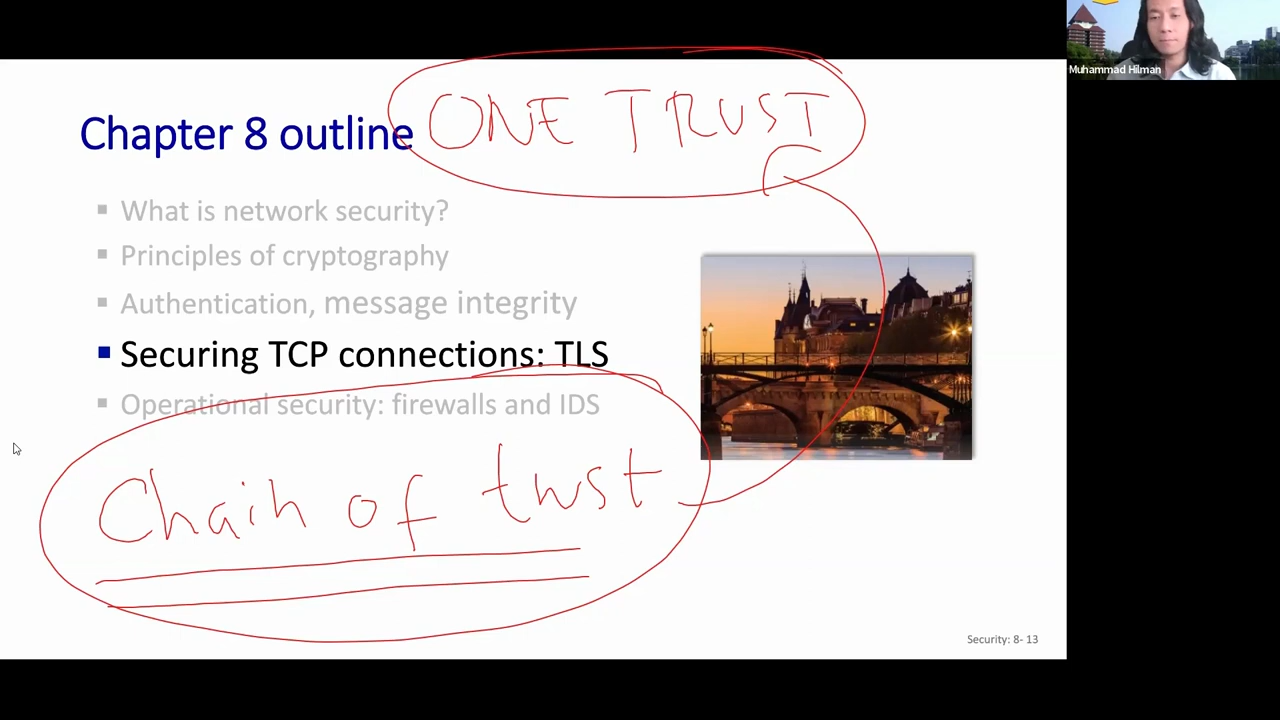 Muhammad Hilman
Chapter 8 outline
ONE TRUST
▪ What is network security?
▪ Principles of cryptography
▪ Authentication, message integrity
▪ Securing TCP connections: TLS
▪ Operational security: firewalls and IDS
Chain of trust
Security: 8- 13